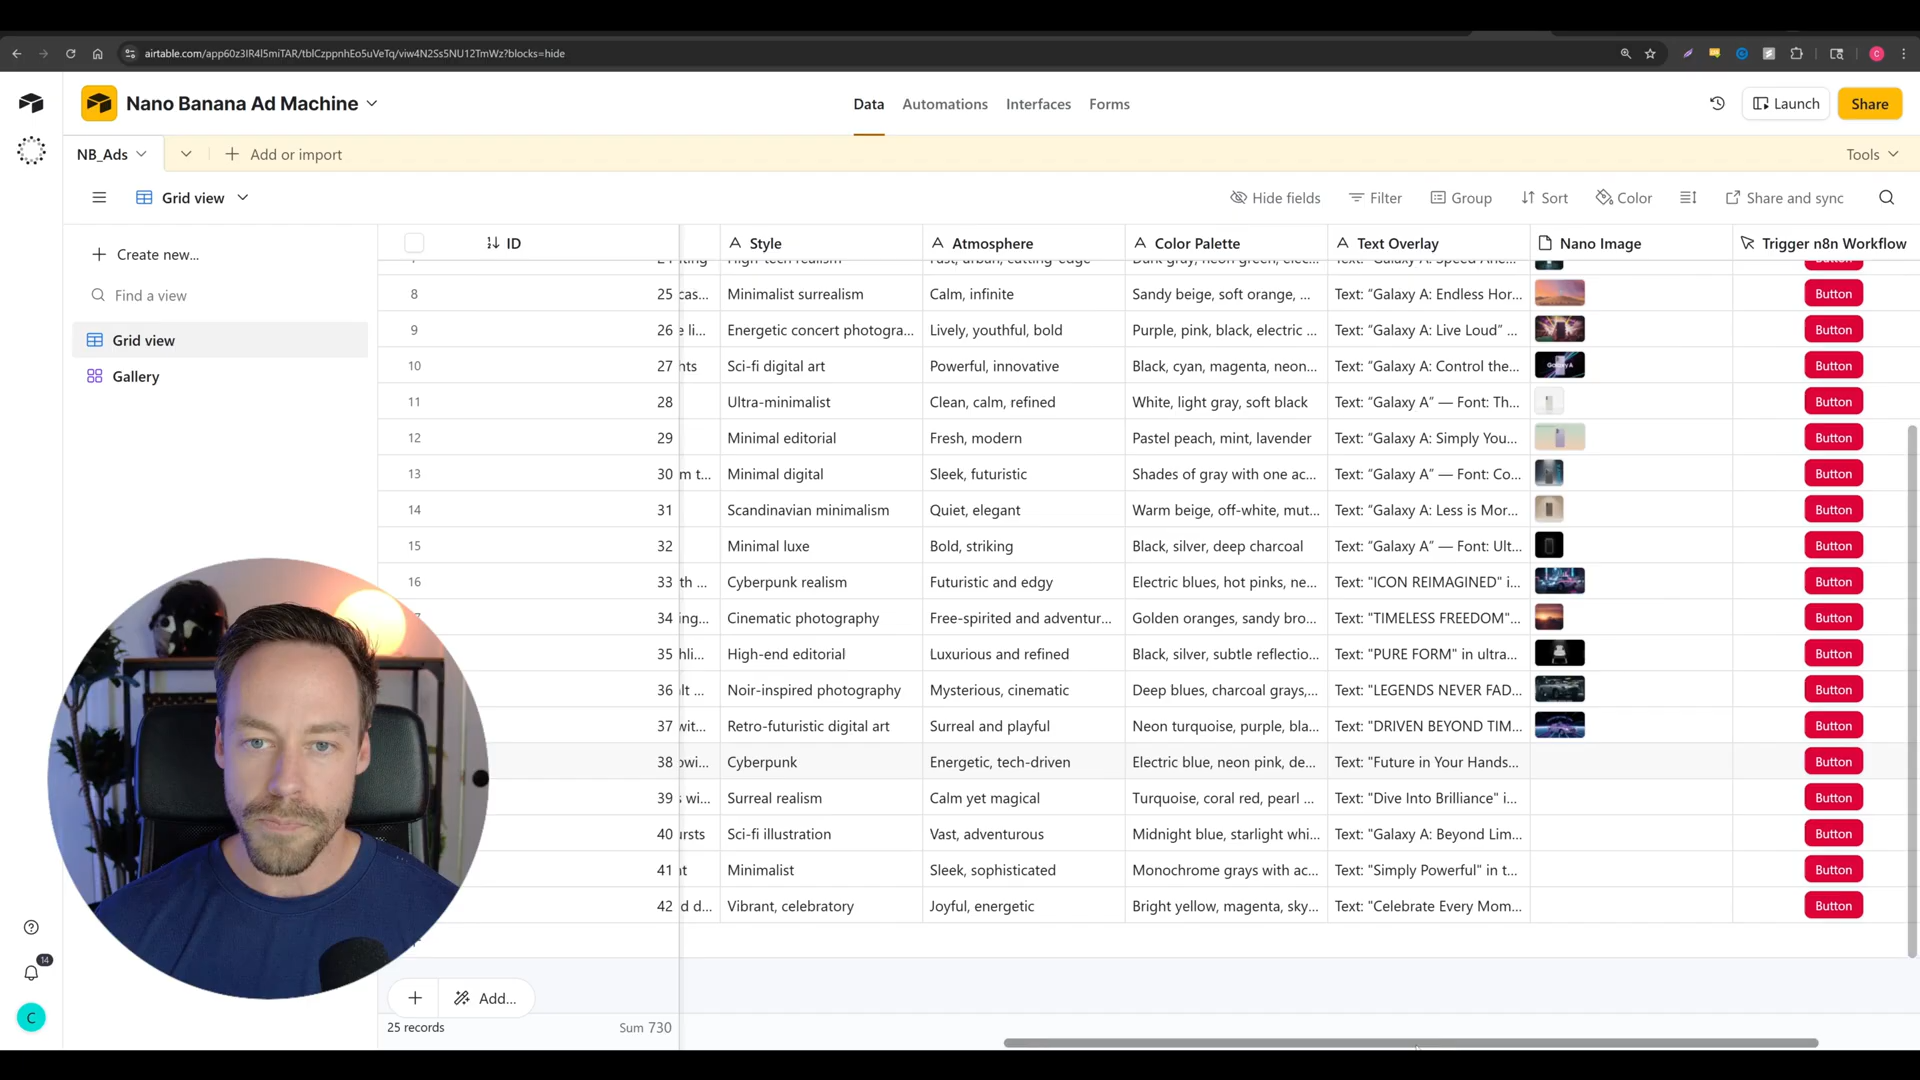 airtable.com/app60z3IR4l5miTAR/tblCzppnhEo5uVeTq/viw4N2Ss5NU12TmWz?blocks=hide
Nano Banana Ad Machine
Data
Automations
Interfaces
Forms
Launch
Share
NB_Ads
Add or import
Tools
Grid view
Hide fields
Filter
Group
Sort
Color
Share and sync
Create new...
Find a view
Grid view
Gallery
ID Style Atmosphere Color Palette Text Overlay Nano Image Trigger n8n Workflow
8 25 cas... Minimalist surrealism Calm, infinite Sandy beige, soft orange, ... Text: “Galaxy A: Endless Hor... Button
9 26 e li... Energetic concert photogra... Lively, youthful, bold Purple, pink, black, electric ... Text: “Galaxy A: Live Loud” ... Button
10 27 hts Sci-fi digital art Powerful, innovative Black, cyan, magenta, neon... Text: “Galaxy A: Control the... Button
11 28 Ultra-minimalist Clean, calm, refined White, light gray, soft black Text: “Galaxy A” — Font: Th... Button
12 29 Minimal editorial Fresh, modern Pastel peach, mint, lavender Text: “Galaxy A: Simply You... Button
13 30 m t... Minimal digital Sleek, futuristic Shades of gray with one ac... Text: “Galaxy A” — Font: Co... Button
14 31 Scandinavian minimalism Quiet, elegant Warm beige, off-white, mut... Text: “Galaxy A: Less is Mor... Button
15 32 Minimal luxe Bold, striking Black, silver, deep charcoal Text: “Galaxy A” — Font: Ult... Button
16 33 th ... Cyberpunk realism Futuristic and edgy Electric blues, hot pinks, ne... Text: "ICON REIMAGINED" i... Button
34 ing... Cinematic photography Free-spirited and adventur... Golden oranges, sandy bro... Text: "TIMELESS FREEDOM"... Button
35 hli... High-end editorial Luxurious and refined Black, silver, subtle reflectio... Text: "PURE FORM" in ultra... Button
36 lt ... Noir-inspired photography Mysterious, cinematic Deep blues, charcoal grays,... Text: "LEGENDS NEVER FAD... Button
37 wit... Retro-futuristic digital art Surreal and playful Neon turquoise, purple, bla... Text: "DRIVEN BEYOND TIM... Button
38 owi... Cyberpunk Energetic, tech-driven Electric blue, neon pink, de... Text: "Future in Your Hands... Button
39 s wi... Surreal realism Calm yet magical Turquoise, coral red, pearl ... Text: "Dive Into Brilliance" i... Button
40 ursts Sci-fi illustration Vast, adventurous Midnight blue, starlight whi... Text: "Galaxy A: Beyond Lim... Button
41 nt Minimalist Sleek, sophisticated Monochrome grays with ac... Text: "Simply Powerful" in t... Button
42 d d... Vibrant, celebratory Joyful, energetic Bright yellow, magenta, sky... Text: "Celebrate Every Mom... Button
14
C
Add...
25 records
Sum 730